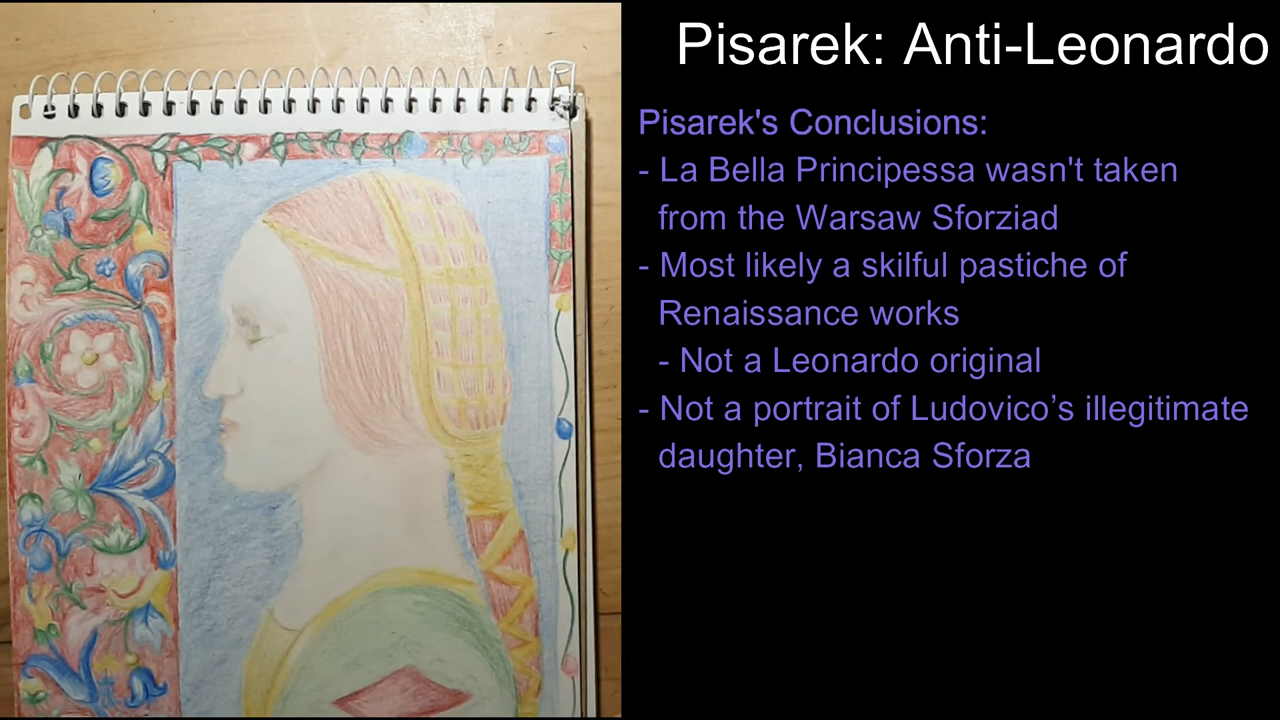 Pisarek: Anti-Leonardo
Pisarek's Conclusions:
- La Bella Principessa wasn't taken
from the Warsaw Sforziad
- Most likely a skilful pastiche of
Renaissance works
- Not a Leonardo original
- Not a portrait of Ludovico’s illegitimate
daughter, Bianca Sforza